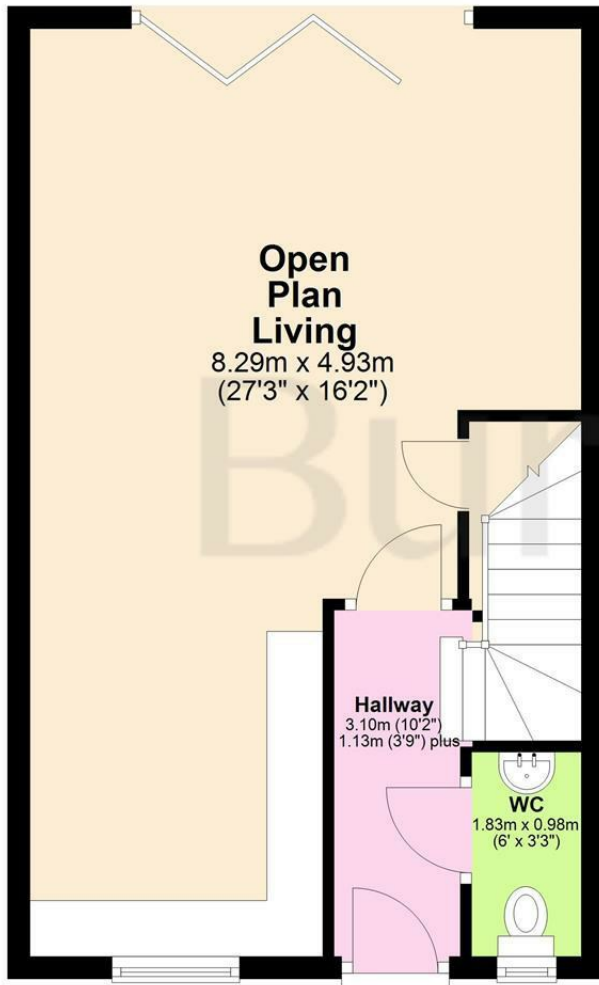 Open
Plan
Living
8.29m x 4.93m
(27'3" x 16'2")
Hallway
3.10m (10'2")
1.13m (3'9") plus
WC
1.83m x 0.98m
(6' x 3'3")